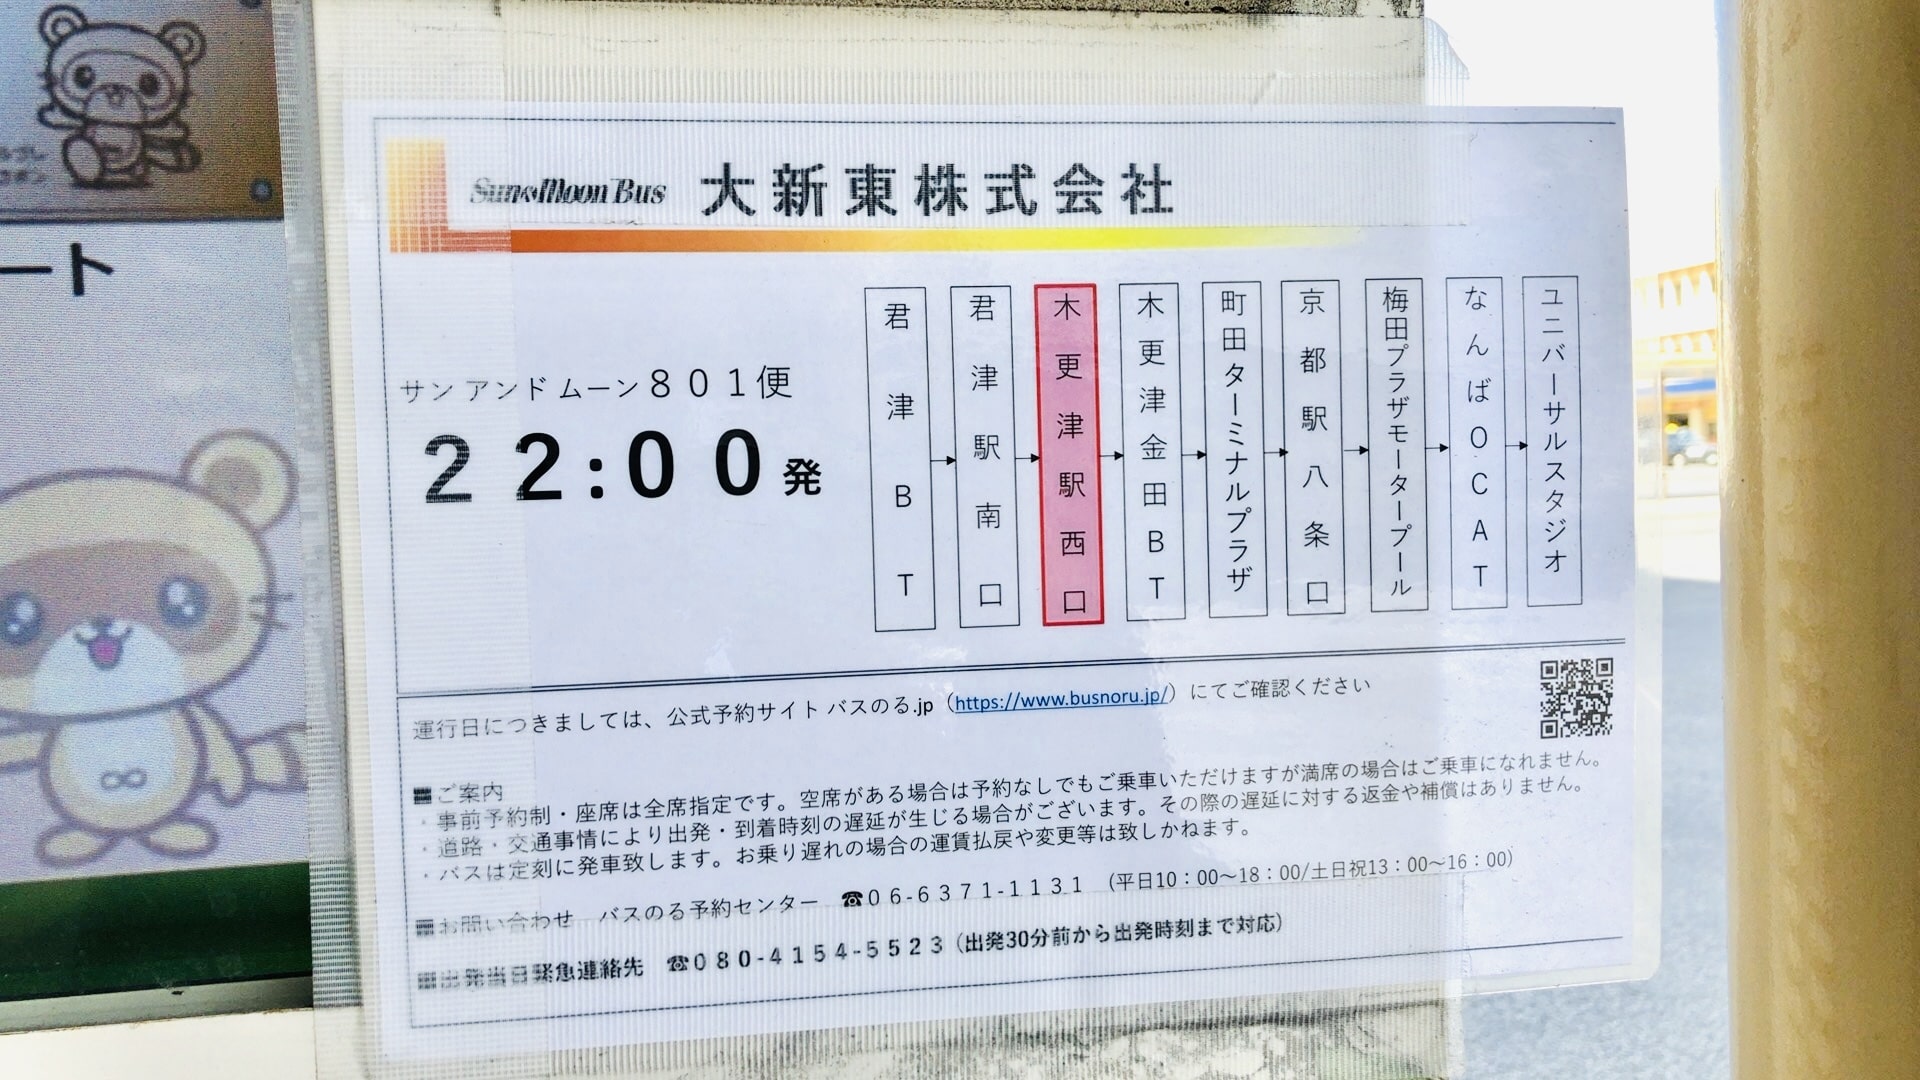 ート
Sun&Moon Bus 大新東株式会社
サン アンド ムーン801便
22:00発
君津BT
君津駅南口
木更津駅西口
木更津金田BT
町田ターミナルプラザ
京都駅八条口
梅田プラザモータープール
なんばOCAT
ユニバーサルスタジオ
運行日につきましては、公式予約サイト バスのる.jp（https://www.busnoru.jp/）にてご確認ください
■ご案内
・事前予約制・座席は全席指定です。空席がある場合は予約なしでもご乗車いただけますが満席の場合はご乗車になれません。
・道路・交通事情により出発・到着時刻の遅延が生じる場合がございます。その際の遅延に対する返金や補償はありません。
・バスは定刻に発車致します。お乗り遅れの場合の運賃払戻や変更等は致しかねます。
■お問い合わせ　バスのる予約センター　☎06-6371-1131　（平日10：00～18：00/土日祝13：00～16：00）
■出発当日緊急連絡先　☎080-4154-5523（出発30分前から出発時刻まで対応）